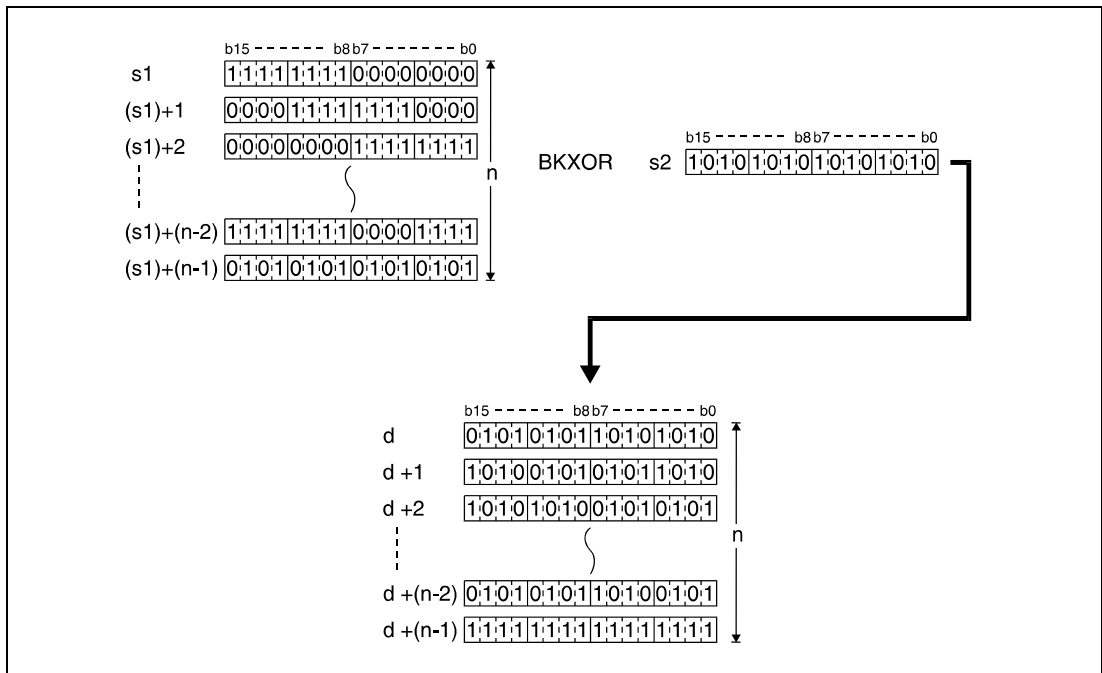 b15 ------- b8 b7 ------- b0
s1 1111111100000000
(s1)+1 0000111111110000
(s1)+2 0000000011111111
n
(s1)+(n-2) 1111111100001111
(s1)+(n-1) 0101010101010101
BKXOR s2
b15 ------- b8 b7 ------- b0
1010101010101010
b15 ------- b8 b7 ------- b0
d 0101010110101010
d +1 1010010101011010
d +2 1010101001010101
n
d +(n-2) 0101010110100101
d +(n-1) 1111111111111111